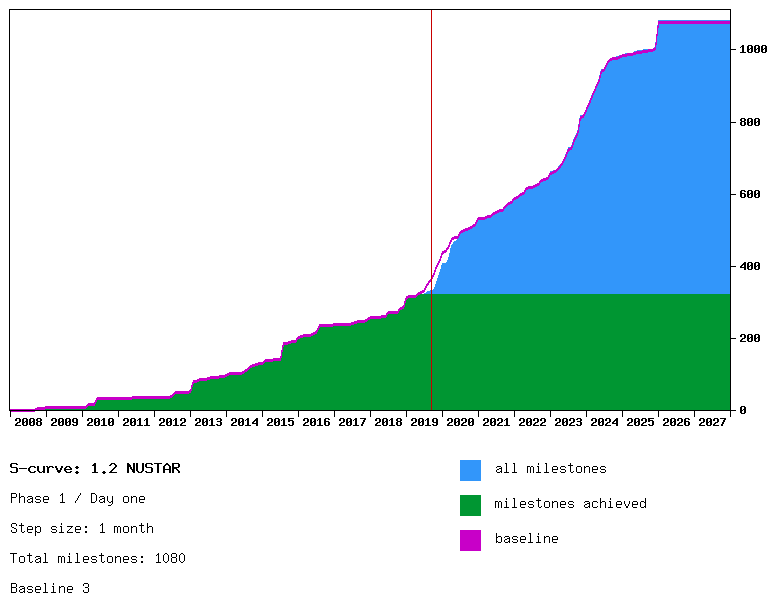 1000
800
600
400
200
0
2008 2009 2010 2011 2012 2013 2014 2015 2016 2017 2018 2019 2020 2021 2022 2023 2024 2025 2026 2027
S-curve: 1.2 NUSTAR
Phase 1 / Day one
Step size: 1 month
Total milestones: 1080
Baseline 3
all milestones
milestones achieved
baseline